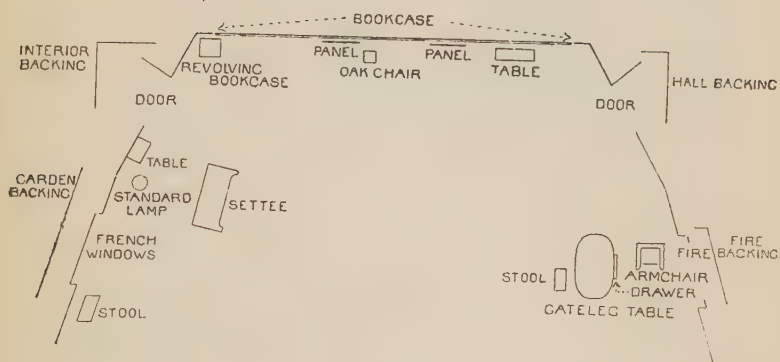 BOOKCASE
INTERIOR
BACKING
PANEL
PANEL
REVOLVING
BOOKCASE
OAK CHAIR
TABLE
HALL BACKING
DOOR
DOOR
TABLE
GARDEN
BACKING
STANDARD
LAMP
SETTEE
FRENCH
WINDOWS
FIRE
FIRE
BACKING
STOOL
ARMCHAIR
DRAWER
GATELEG TABLE
STOOL